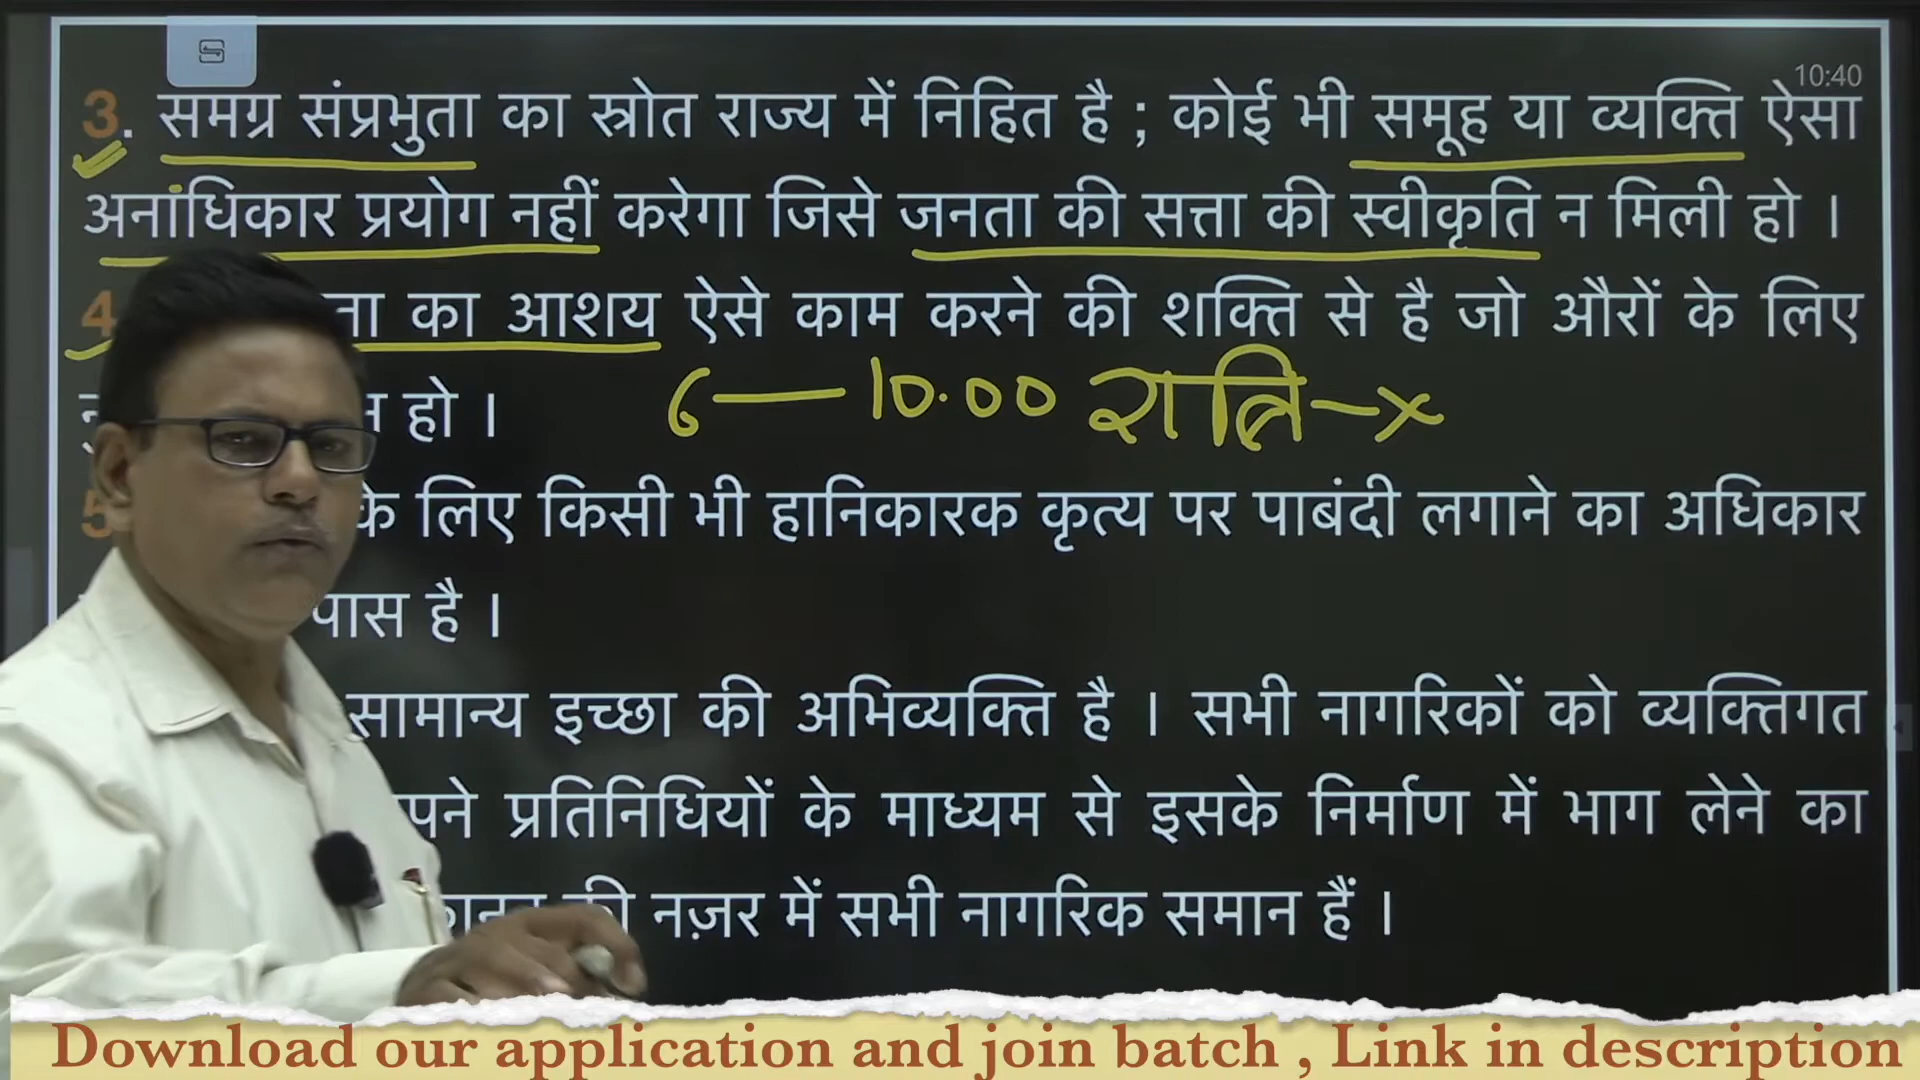 10:40
3. समग्र संप्रभुता का स्रोत राज्य में निहित है ; कोई भी समूह या व्यक्ति ऐसा
अनाधिकार प्रयोग नहीं करेगा जिसे जनता की सत्ता की स्वीकृति न मिली हो ।
4 का आशय ऐसे काम करने की शक्ति से है जो औरों के लिए
हो ।
6 — 10.00 रात्रि — x
5 के लिए किसी भी हानिकारक कृत्य पर पाबंदी लगाने का अधिकार
पास है ।
सामान्य इच्छा की अभिव्यक्ति है । सभी नागरिकों को व्यक्तिगत
प्रतिनिधियों के माध्यम से इसके निर्माण में भाग लेने का
नज़र में सभी नागरिक समान हैं ।
Download our application and join batch , Link in description